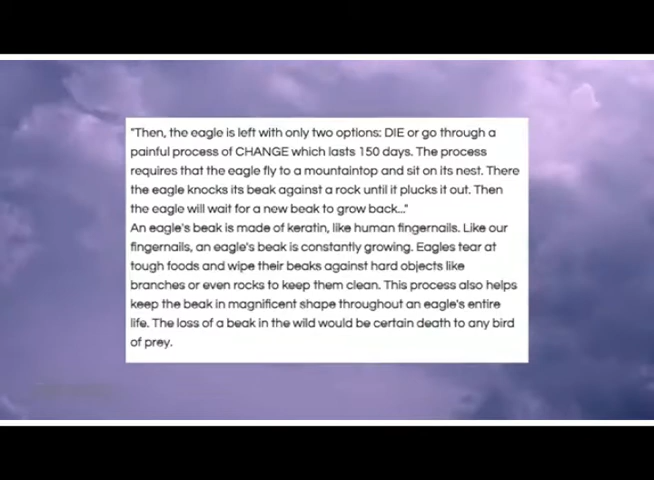 "Then, the eagle is left with only two options: DIE or go through a
painful process of CHANGE which lasts 150 days. The process
requires that the eagle fly to a mountaintop and sit on its nest. There
the eagle knocks its beak against a rock until it plucks it out. Then
the eagle will wait for a new beak to grow back..."
An eagle's beak is made of keratin, like human fingernails. Like our
fingernails, an eagle's beak is constantly growing. Eagles tear at
tough foods and wipe their beaks against hard objects like
branches or even rocks to keep them clean. This process also helps
keep the beak in magnificent shape throughout an eagle's entire
life. The loss of a beak in the wild would be certain death to any bird
of prey.